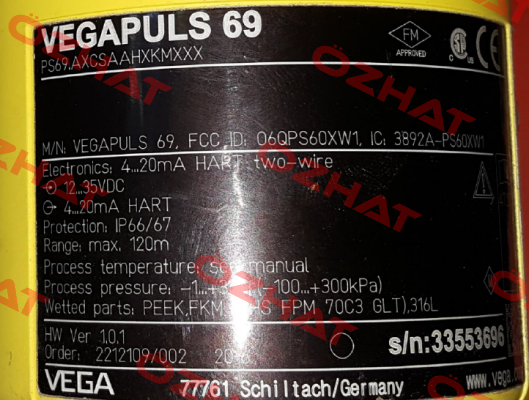 VEGAPULS 69
PS69.AXCSAAHXKMXXX
FM
APPROVED
CE
M/N: VEGAPULS 69, FCC ID: O6QPS60XW1, IC: 3892A-PS60XW1
Electronics: 4...20mA HART two-wire
12...35VDC
4...20mA HART
Protection: IP66/67
Range: max. 120m
Process temperature: manual
Process pressure: -100...+300kPa)
Wetted parts: PEEK,FKM FPM 70C3 GLT),316L
HW Ver 1.0.1
Order: 2212109/002
s/n:33553696
VEGA
77761 Schiltach/Germany
www.vega.
OZHAT
OZHAT
OZHAT
OZHAT
OZHAT